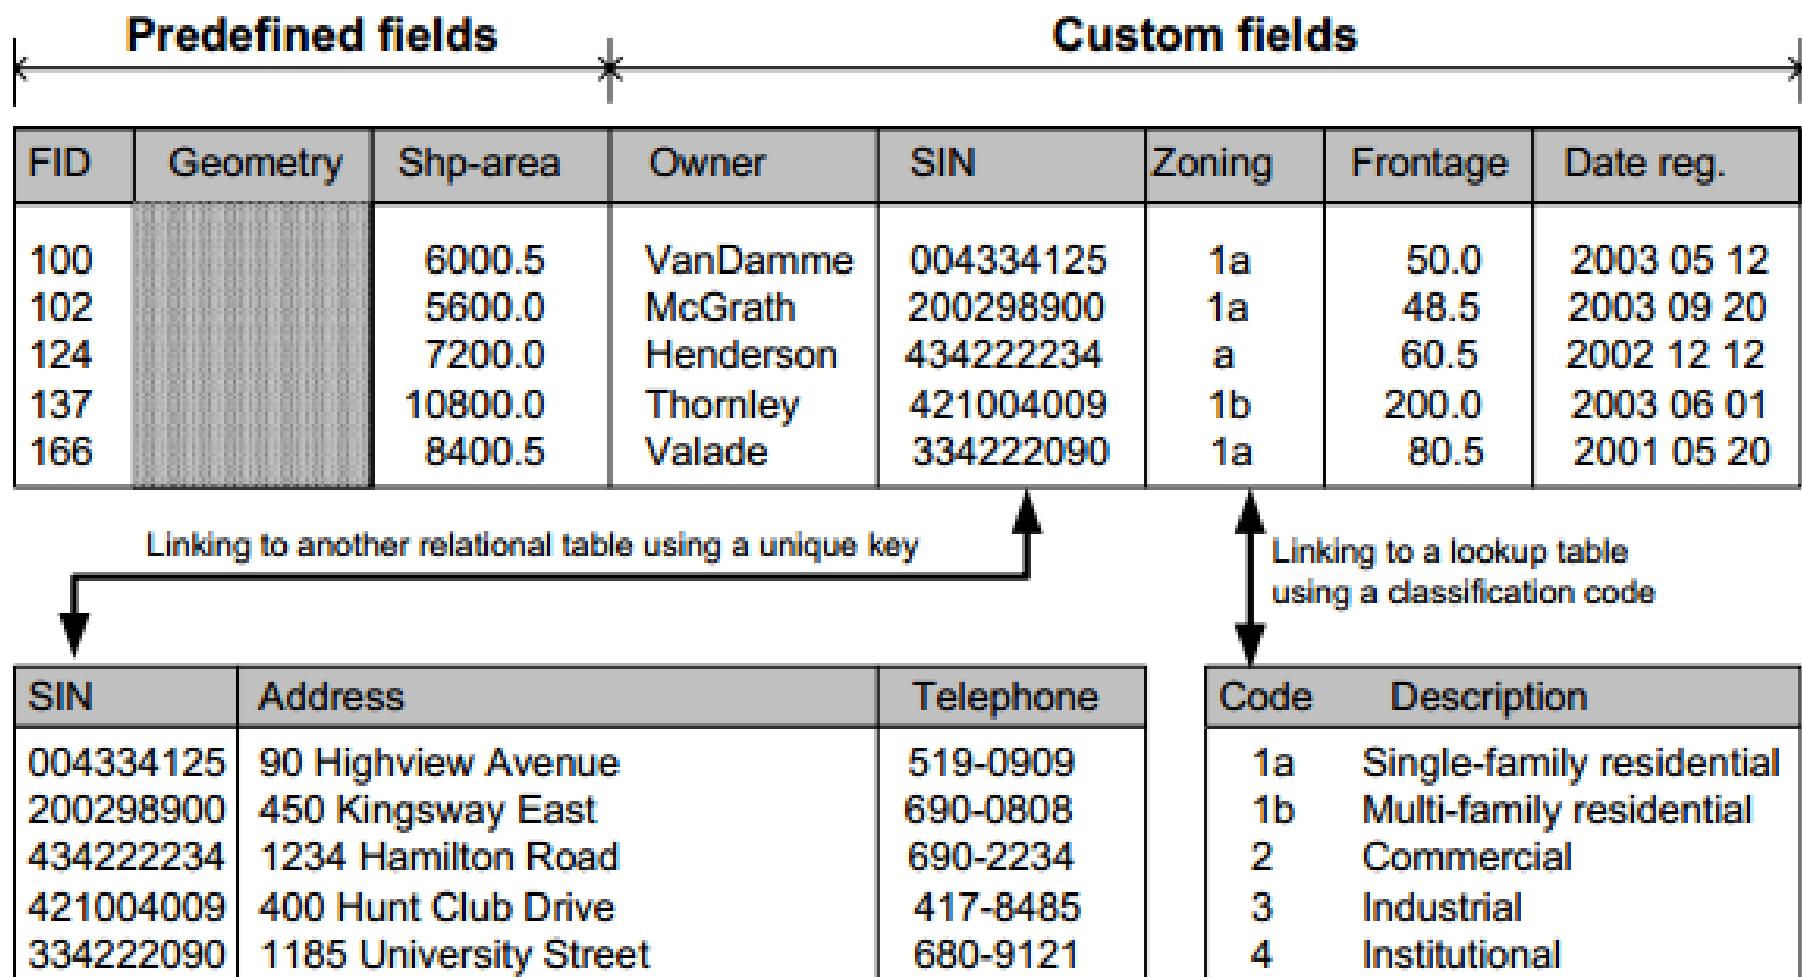 Predefined fields Custom fields
FID Geometry Shp-area Owner SIN Zoning Frontage Date reg.
100 6000.5 VanDamme 004334125 1a 50.0 2003 05 12
102 5600.0 McGrath 200298900 1a 48.5 2003 09 20
124 7200.0 Henderson 434222234 a 60.5 2002 12 12
137 10800.0 Thornley 421004009 1b 200.0 2003 06 01
166 8400.5 Valade 334222090 1a 80.5 2001 05 20
Linking to another relational table using a unique key
Linking to a lookup table
using a classification code
SIN Address Telephone
004334125 90 Highview Avenue 519-0909
200298900 450 Kingsway East 690-0808
434222234 1234 Hamilton Road 690-2234
421004009 400 Hunt Club Drive 417-8485
334222090 1185 University Street 680-9121
Code Description
1a Single-family residential
1b Multi-family residential
2 Commercial
3 Industrial
4 Institutional